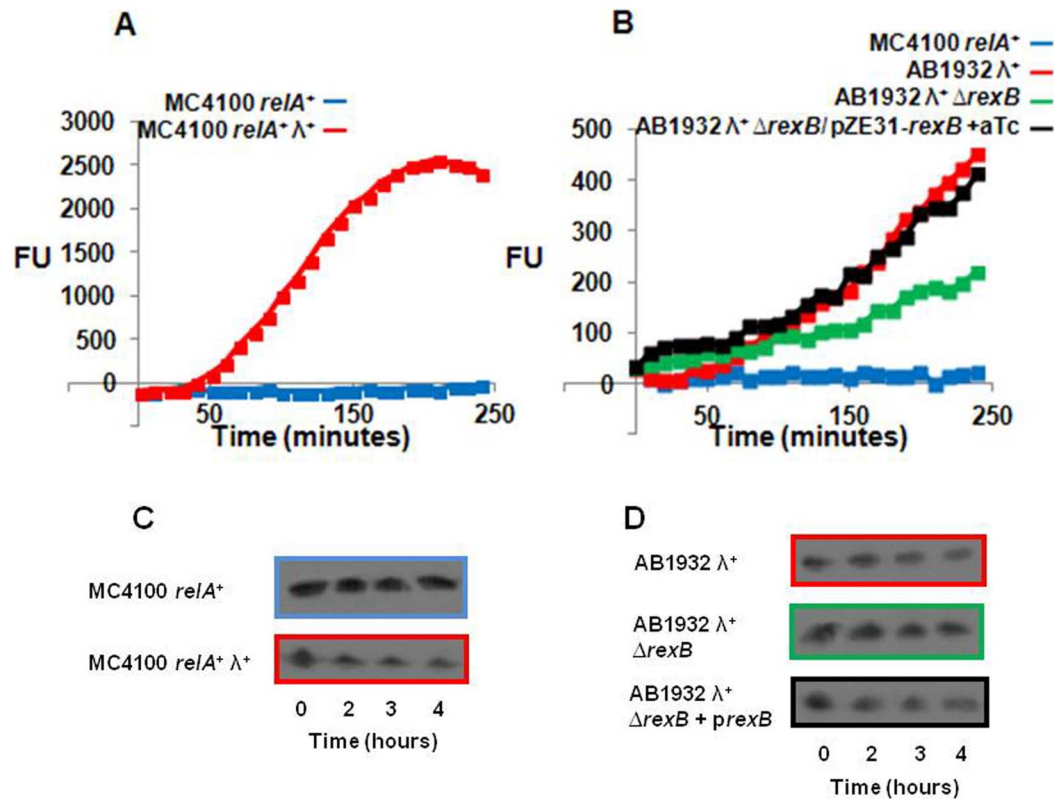 A
MC4100 relA⁺
MC4100 relA⁺ λ⁺
3000
2500
2000
1500
1000
500
0
FU
50
150
250
Time (minutes)
B
MC4100 relA⁺
AB1932 λ⁺
AB1932 λ⁺ ΔrexB
AB1932 λ⁺ ΔrexB/ pZE31-rexB +aTc
500
400
300
200
100
0
FU
50
150
250
Time (minutes)
C
MC4100 relA⁺
MC4100 relA⁺ λ⁺
0 2 3 4
Time (hours)
D
AB1932 λ⁺
AB1932 λ⁺
ΔrexB
AB1932 λ⁺
ΔrexB + prexB
0 2 3 4
Time (hours)